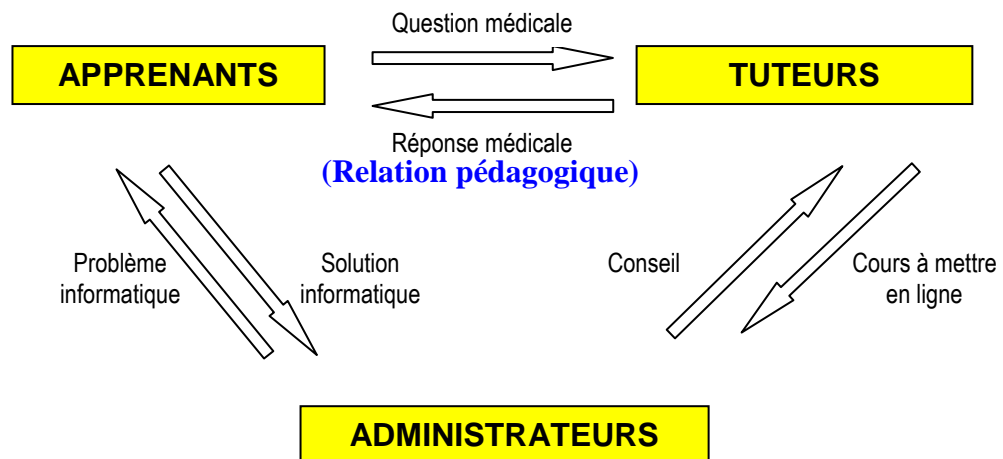 Question médicale
APPRENANTS
TUTEURS
Réponse médicale
(Relation pédagogique)
Problème
informatique
Solution
informatique
Conseil
Cours à mettre
en ligne
ADMINISTRATEURS